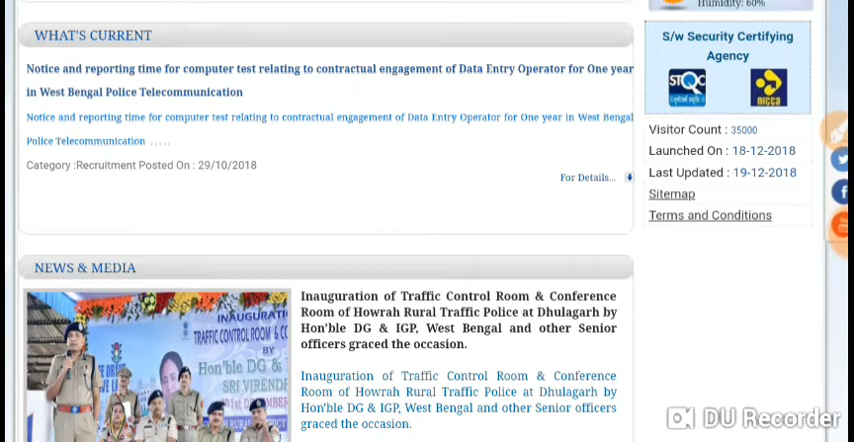 Humidity: 60%
WHAT'S CURRENT
Notice and reporting time for computer test relating to contractual engagement of Data Entry Operator for One year
in West Bengal Police Telecommunication
Notice and reporting time for computer test relating to contractual engagement of Data Entry Operator for One year in West Bengal
Police Telecommunication .....
Category :Recruitment Posted On : 29/10/2018
For Details...
S/w Security Certifying
Agency
STQC
nicca
Visitor Count : 35000
Launched On : 18-12-2018
Last Updated : 19-12-2018
Sitemap
Terms and Conditions
NEWS & MEDIA
INAUGURATI
TRAFFIC CONTROL ROOM & CO
BY
Hon'ble DG &
SRI VIRENDE
Inauguration of Traffic Control Room & Conference
Room of Howrah Rural Traffic Police at Dhulagarh by
Hon'ble DG & IGP, West Bengal and other Senior
officers graced the occasion.
Inauguration of Traffic Control Room & Conference
Room of Howrah Rural Traffic Police at Dhulagarh by
Hon'ble DG & IGP, West Bengal and other Senior officers
graced the occasion.
DU Recorder